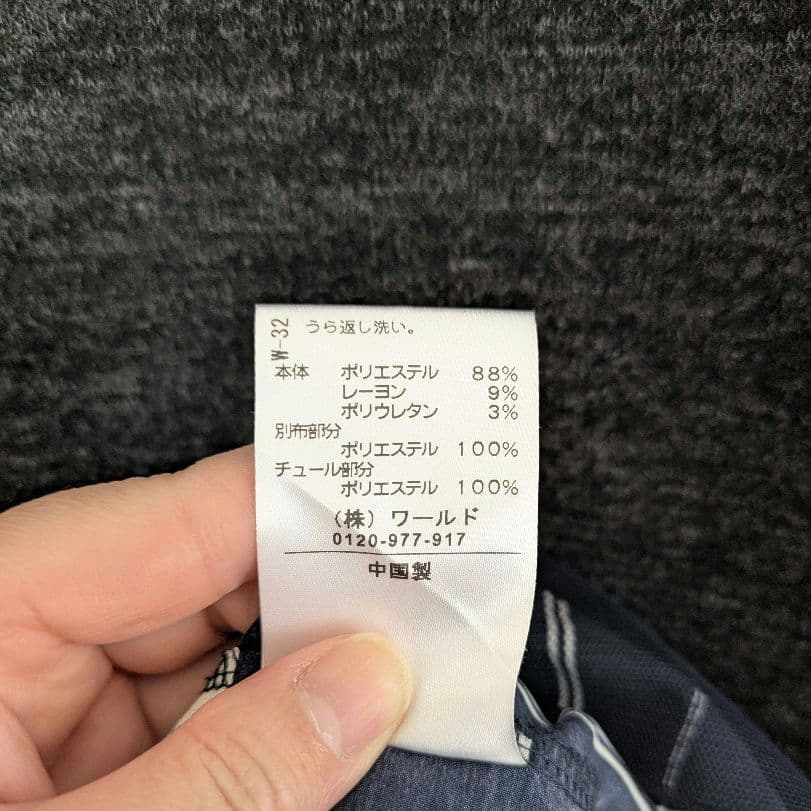 W-32
うら返し洗い。
本体 ポリエステル 88%
レーヨン 9%
ポリウレタン 3%
別布部分
ポリエステル 100%
チュール部分
ポリエステル 100%
(株) ワールド
0120-977-917
中国製